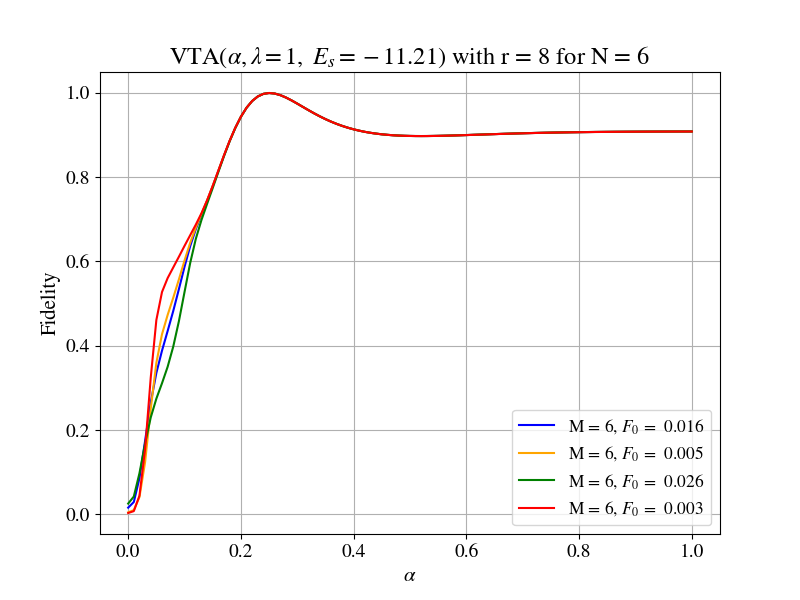 VTA(α, λ = 1, E_s = −11.21) with r = 8 for N = 6
Fidelity
1.0
0.8
0.6
0.4
0.2
0.0
M = 6, F_0 = 0.016
M = 6, F_0 = 0.005
M = 6, F_0 = 0.026
M = 6, F_0 = 0.003
0.0 0.2 0.4 0.6 0.8 1.0
α